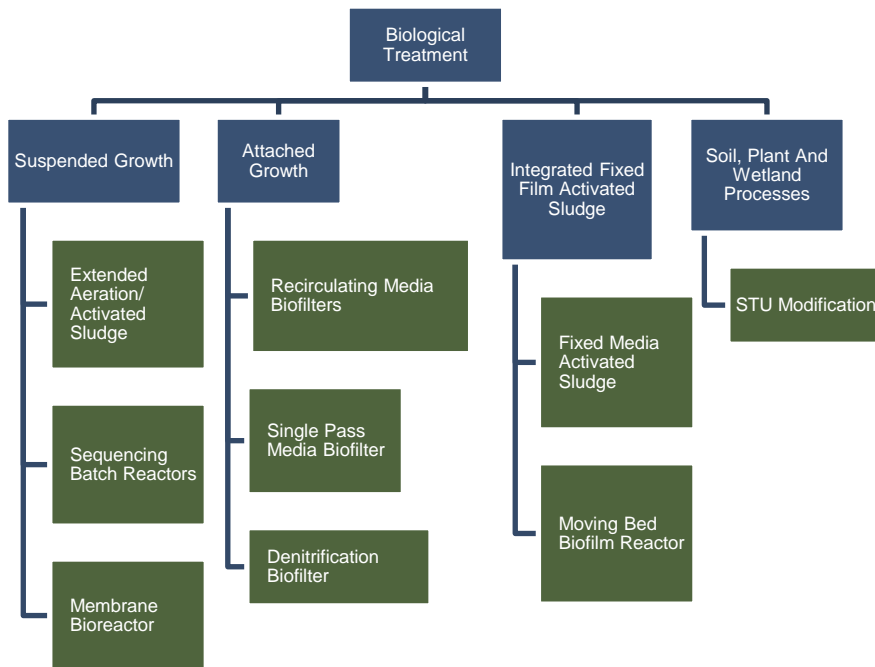 Biological
Treatment
Suspended Growth
Attached
Growth
Integrated Fixed
Film Activated
Sludge
Soil, Plant And
Wetland
Processes
Extended
Aeration/
Activated
Sludge
Sequencing
Batch Reactors
Membrane
Bioreactor
Recirculating Media
Biofilters
Single Pass
Media Biofilter
Denitrification
Biofilter
Fixed Media
Activated
Sludge
Moving Bed
Biofilm Reactor
STU Modification